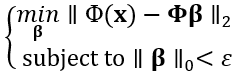 min ‖ Φ(𝐱) − 𝚽𝛃 ‖₂
𝛃
subject to ‖ 𝛃 ‖₀< 𝜀